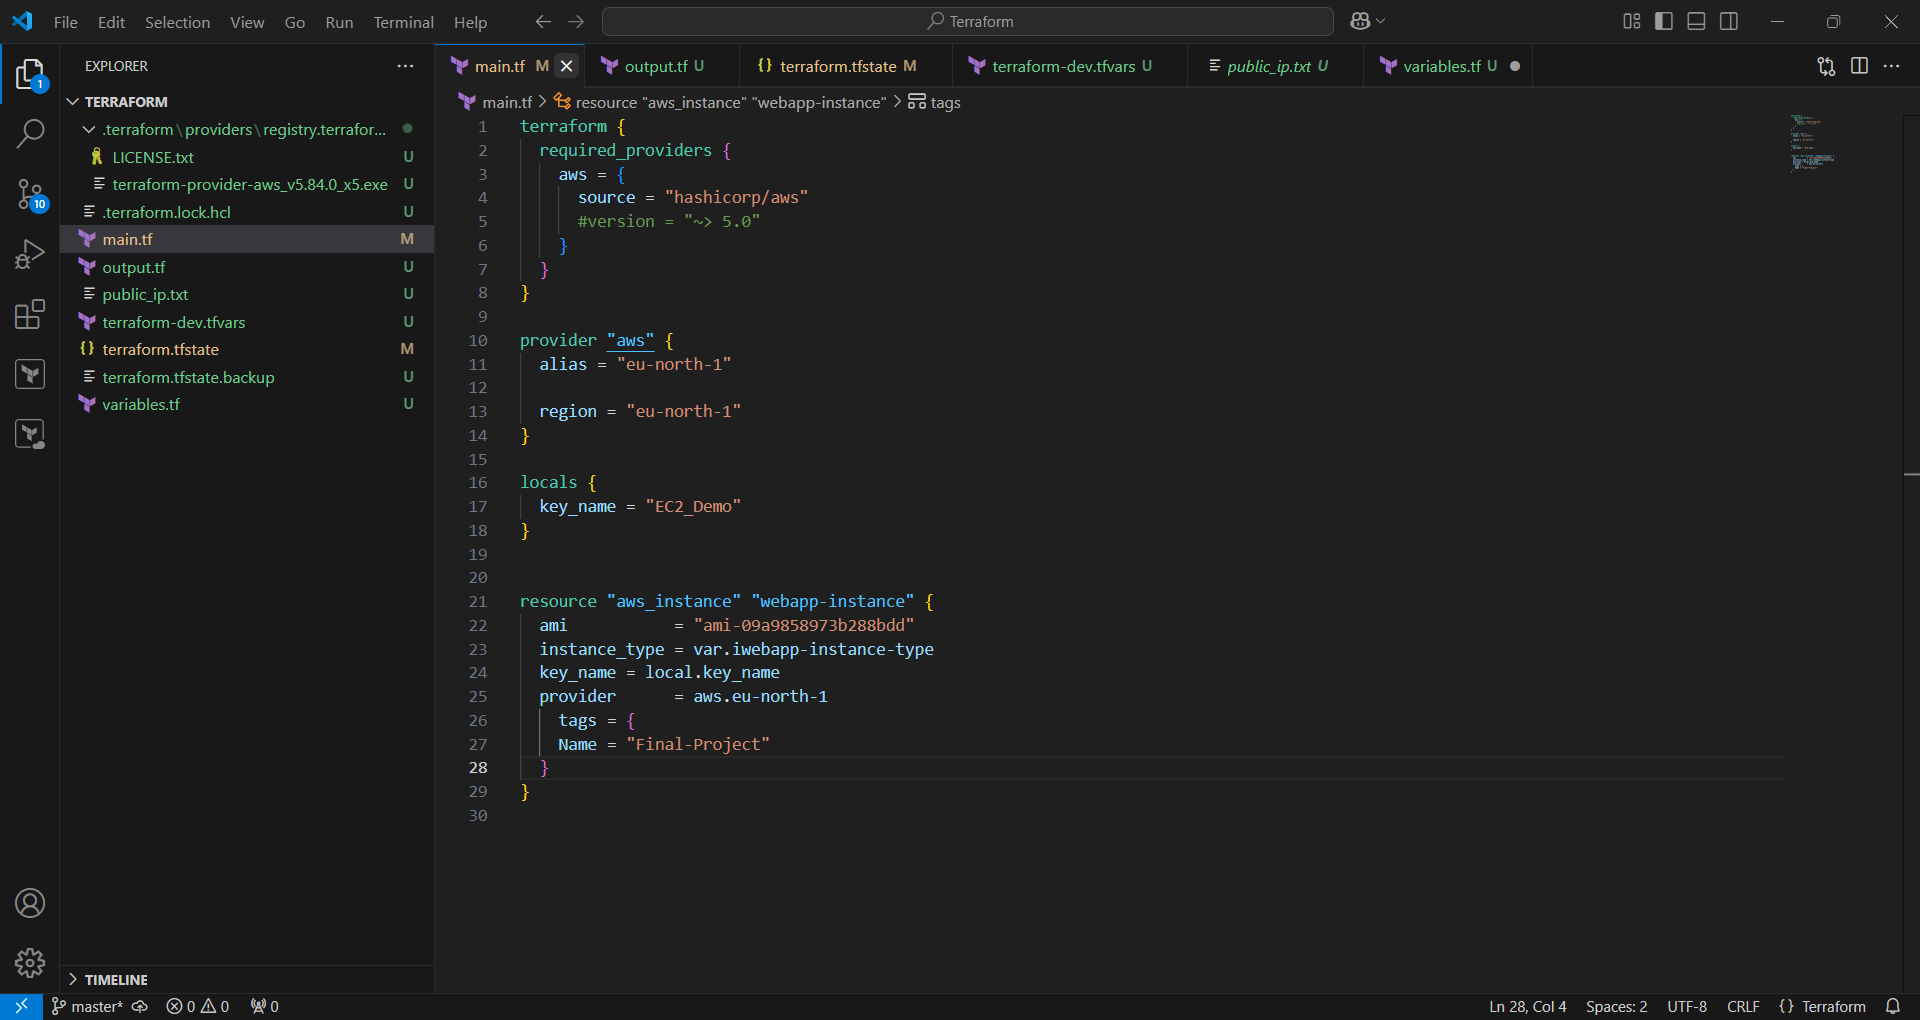 File Edit Selection View Go Run Terminal Help
Terraform
EXPLORER
1
TERRAFORM
.terraform\providers\registry.terrafor...
LICENSE.txt U
terraform-provider-aws_v5.84.0_x5.exe U
10
.terraform.lock.hcl U
main.tf M
output.tf U
public_ip.txt U
terraform-dev.tfvars U
terraform.tfstate M
terraform.tfstate.backup U
variables.tf U
TIMELINE
main.tf M output.tf U terraform.tfstate M terraform-dev.tfvars U public_ip.txt U variables.tf U
main.tf > resource "aws_instance" "webapp-instance" > tags
1 terraform {
2 required_providers {
3 aws = {
4 source = "hashicorp/aws"
5 #version = "~> 5.0"
6 }
7 }
8 }
9
10 provider "aws" {
11 alias = "eu-north-1"
12
13 region = "eu-north-1"
14 }
15
16 locals {
17 key_name = "EC2_Demo"
18 }
19
20
21 resource "aws_instance" "webapp-instance" {
22 ami = "ami-09a9858973b288bdd"
23 instance_type = var.iwebapp-instance-type
24 key_name = local.key_name
25 provider = aws.eu-north-1
26 tags = {
27 Name = "Final-Project"
28 }
29 }
30
master* 0 0 0 Ln 28, Col 4 Spaces: 2 UTF-8 CRLF {} Terraform